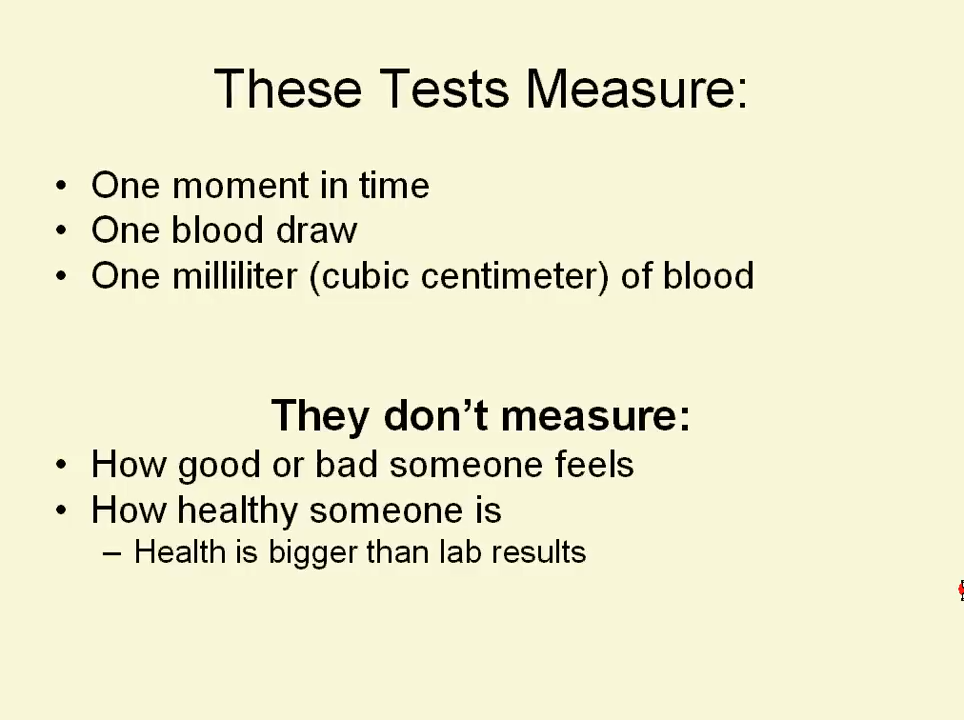 These Tests Measure:
• One moment in time
• One blood draw
• One milliliter (cubic centimeter) of blood
They don’t measure:
• How good or bad someone feels
• How healthy someone is
– Health is bigger than lab results